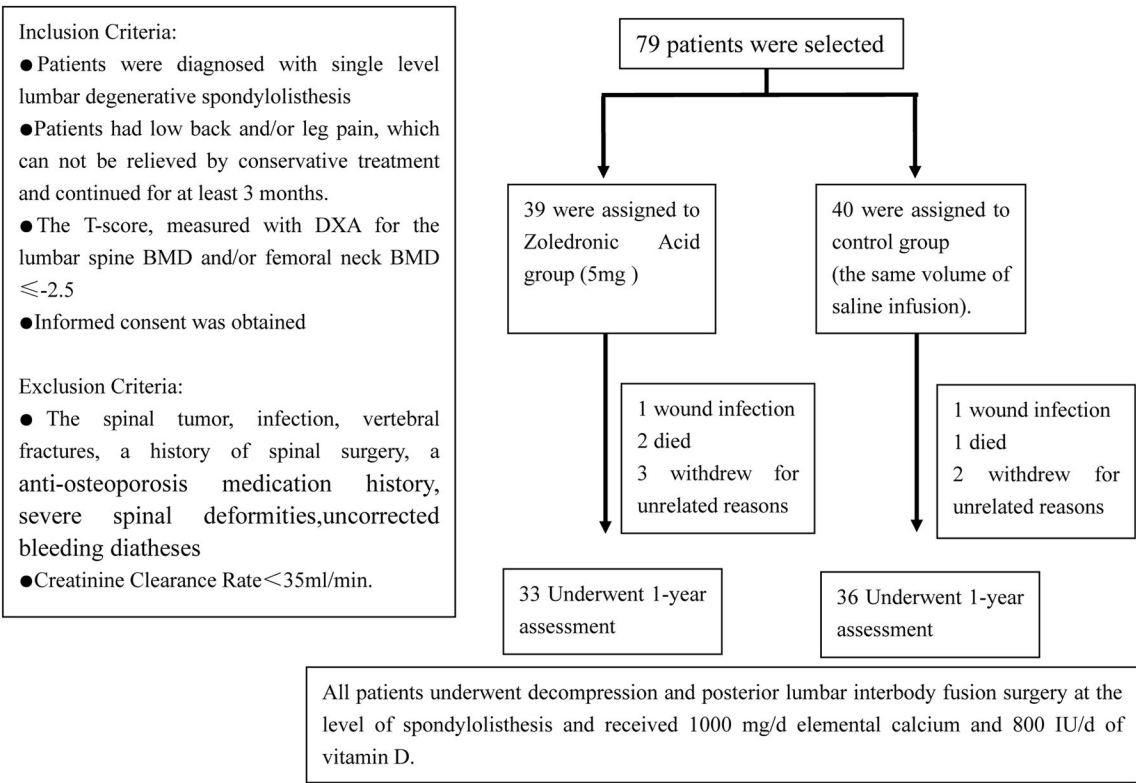 Inclusion Criteria:
●Patients were diagnosed with single level
lumbar degenerative spondylolisthesis
●Patients had low back and/or leg pain, which
can not be relieved by conservative treatment
and continued for at least 3 months.
●The T-score, measured with DXA for the
lumbar spine BMD and/or femoral neck BMD
≦-2.5
●Informed consent was obtained
Exclusion Criteria:
● The spinal tumor, infection, vertebral
fractures, a history of spinal surgery, a
anti-osteoporosis medication history,
severe spinal deformities,uncorrected
bleeding diatheses
●Creatinine Clearance Rate＜35ml/min.
79 patients were selected
39 were assigned to
Zoledronic Acid
group (5mg )
40 were assigned to
control group
(the same volume of
saline infusion).
1 wound infection
2 died
3 withdrew for
unrelated reasons
1 wound infection
1 died
2 withdrew for
unrelated reasons
33 Underwent 1-year
assessment
36 Underwent 1-year
assessment
All patients underwent decompression and posterior lumbar interbody fusion surgery at the
level of spondylolisthesis and received 1000 mg/d elemental calcium and 800 IU/d of
vitamin D.